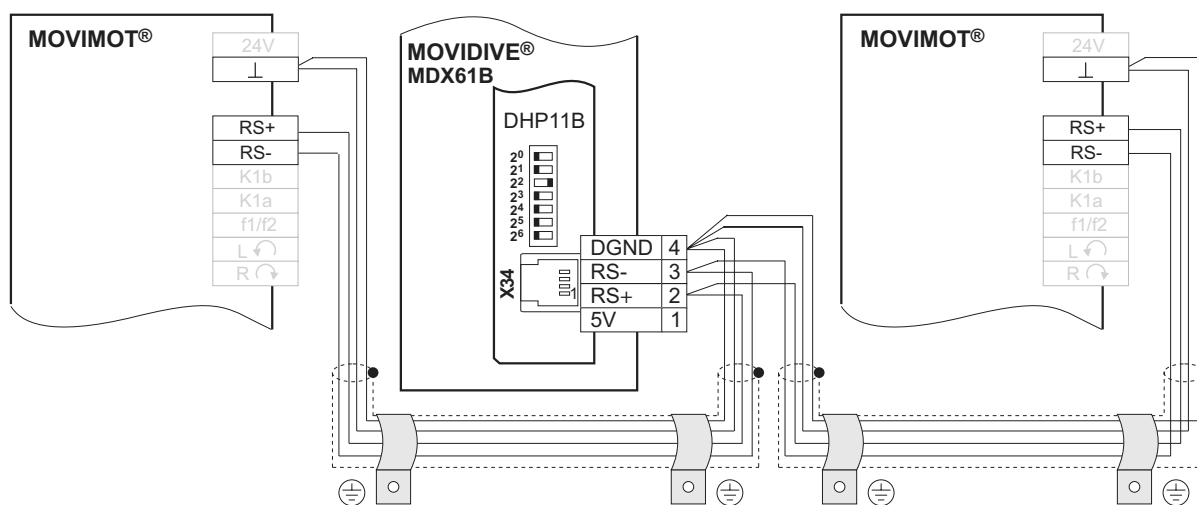 MOVIMOT®
24V
⊥
RS+
RS-
K1b
K1a
f1/f2
L
R
MOVIDIVE®
MDX61B
DHP11B
2⁰
2¹
2²
2³
2⁴
2⁵
2⁶
X34
1
DGND 4
RS- 3
RS+ 2
5V 1
MOVIMOT®
24V
⊥
RS+
RS-
K1b
K1a
f1/f2
L
R